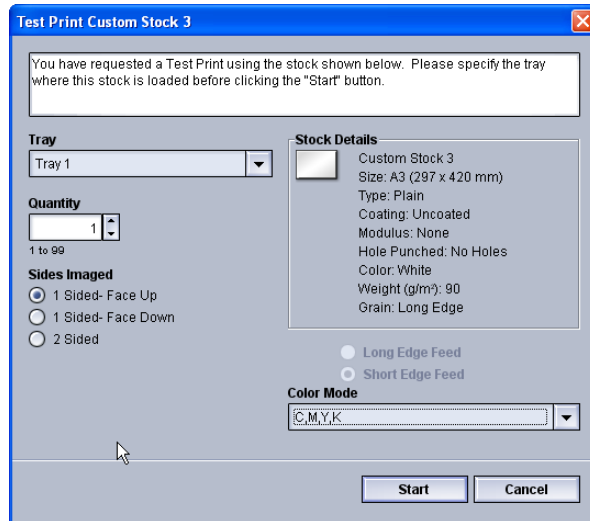 Test Print Custom Stock 3
You have requested a Test Print using the stock shown below. Please specify the tray
where this stock is loaded before clicking the "Start" button.
Tray
Tray 1
Quantity
1
1 to 99
Sides Imaged
1 Sided- Face Up
1 Sided- Face Down
2 Sided
Stock Details
Custom Stock 3
Size: A3 (297 x 420 mm)
Type: Plain
Coating: Uncoated
Modulus: None
Hole Punched: No Holes
Color: White
Weight (g/m²): 90
Grain: Long Edge
Long Edge Feed
Short Edge Feed
Color Mode
C,M,Y,K
Start
Cancel